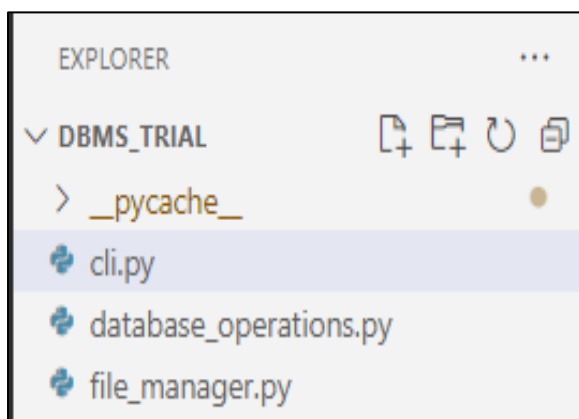 EXPLORER
DBMS_TRIAL
__pycache__
cli.py
database_operations.py
file_manager.py